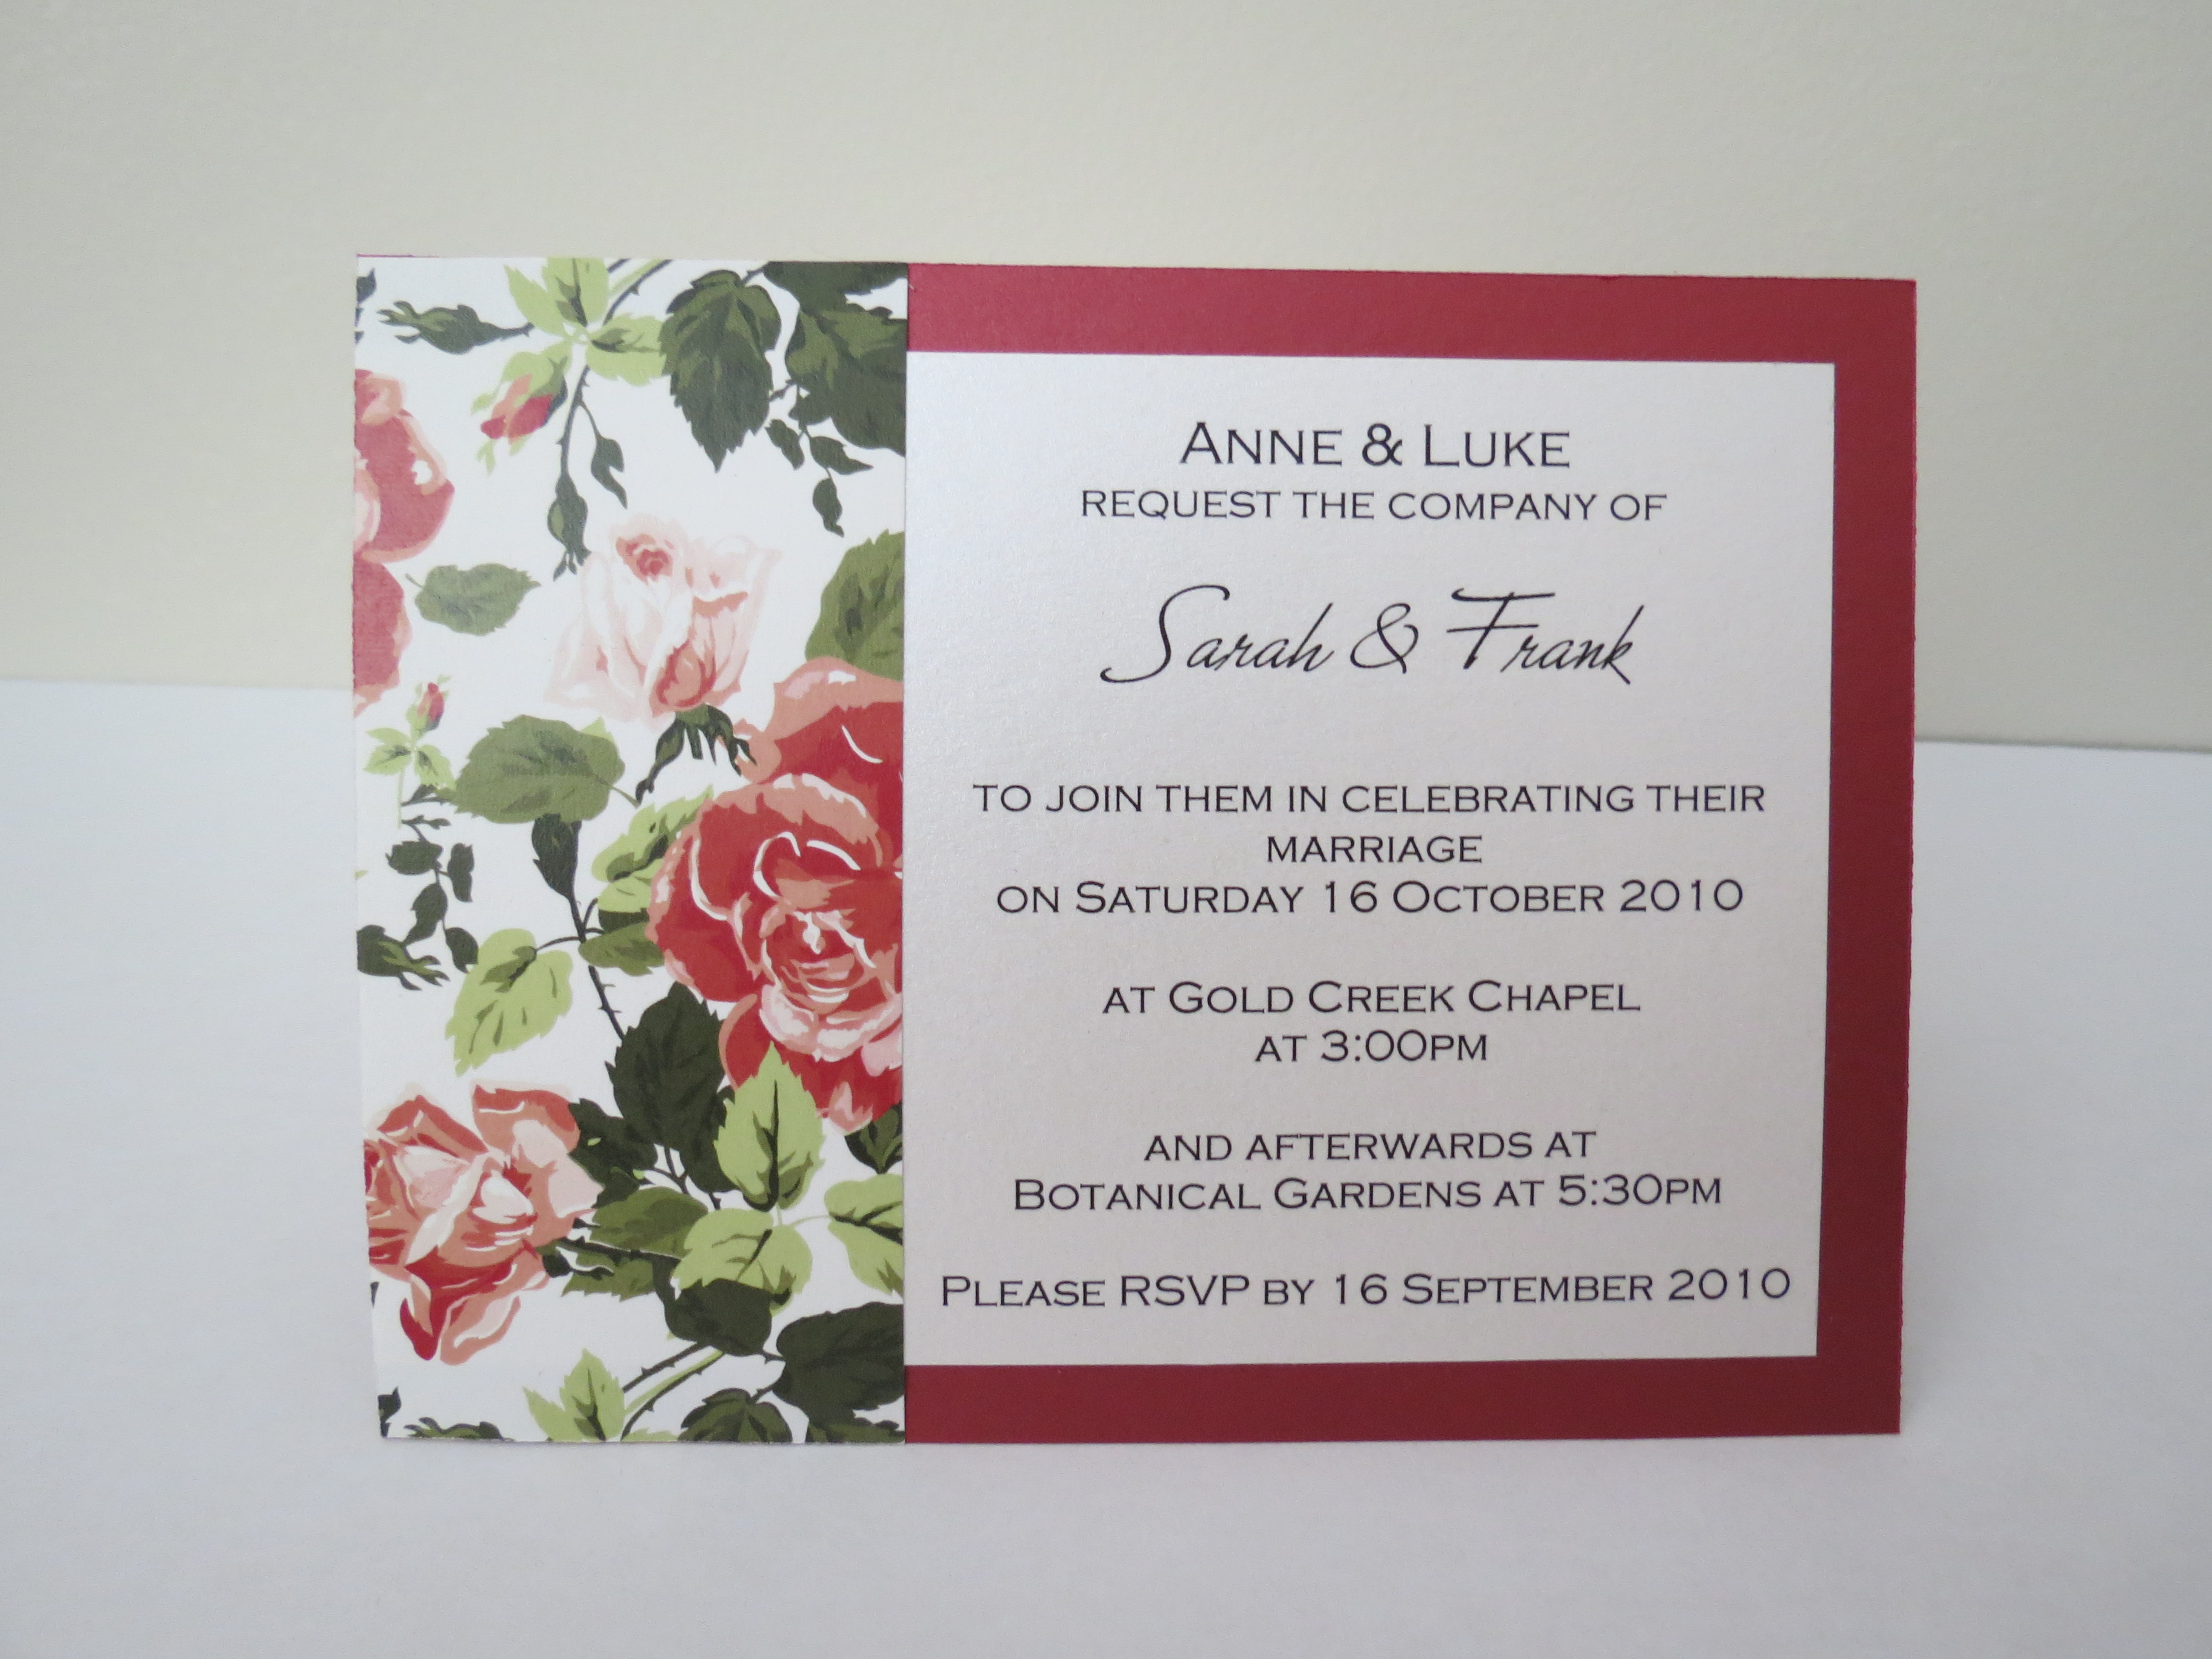 Anne & Luke
request the company of
Sarah & Frank
to join them in celebrating their
marriage
on Saturday 16 October 2010
at Gold Creek Chapel
at 3:00pm
and afterwards at
Botanical Gardens at 5:30pm
Please RSVP by 16 September 2010